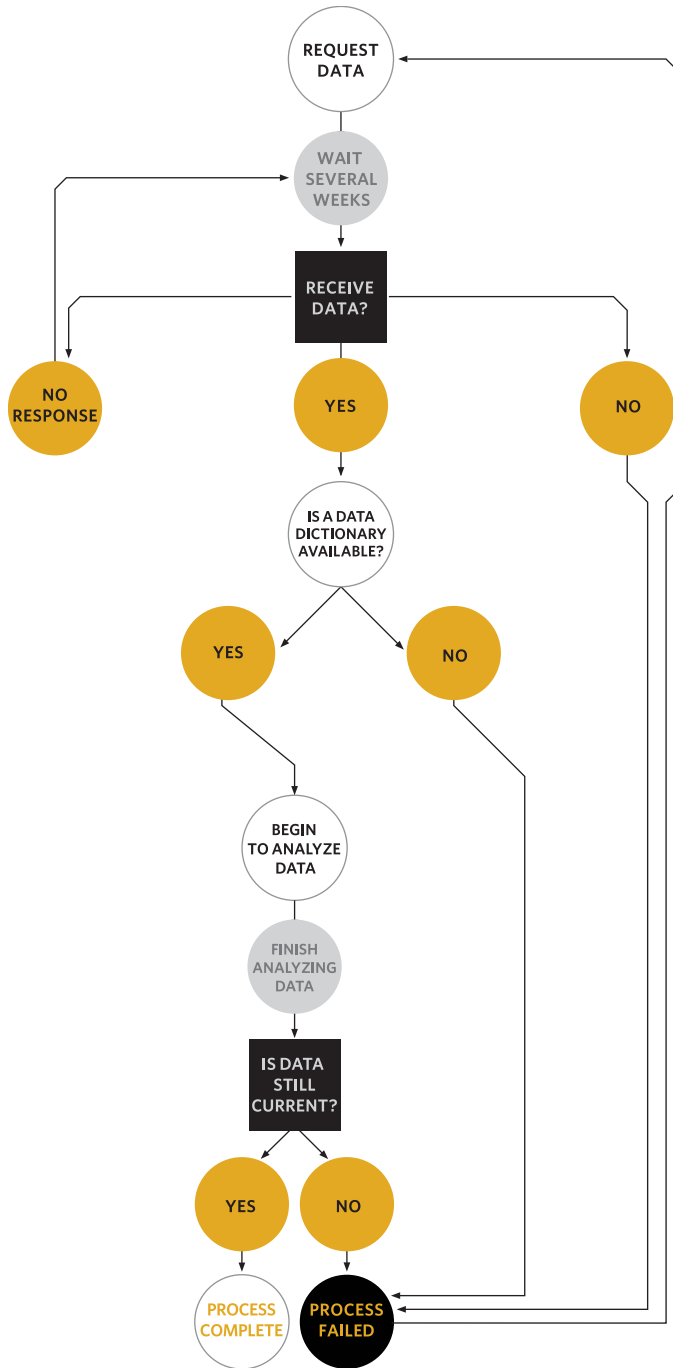 REQUEST
DATA
WAIT
SEVERAL
WEEKS
RECEIVE
DATA?
NO
RESPONSE
YES
NO
IS A DATA
DICTIONARY
AVAILABLE?
YES
NO
BEGIN
TO ANALYZE
DATA
FINISH
ANALYZING
DATA
IS DATA
STILL
CURRENT?
YES
NO
PROCESS
COMPLETE
PROCESS
FAILED